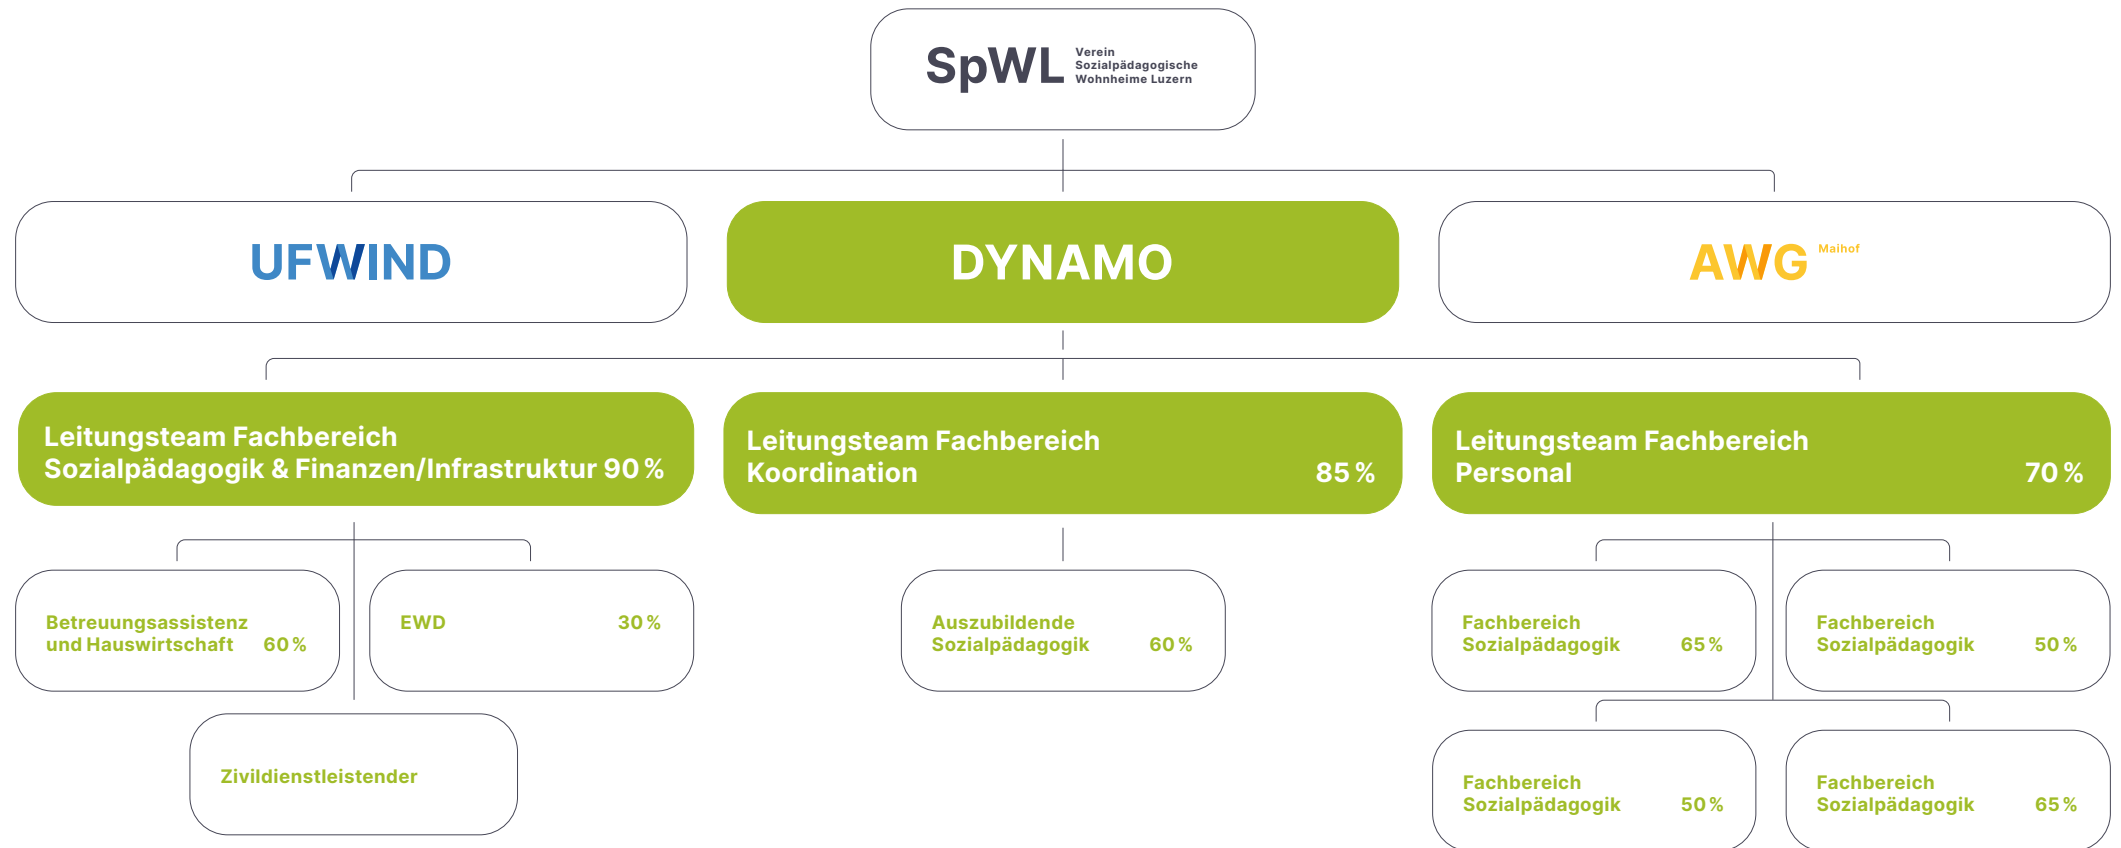 SpWL
Verein
Sozialpädagogische
Wohnheime Luzern
UFWIND
DYNAMO
AWG Maihof
Leitungsteam Fachbereich
Sozialpädagogik & Finanzen/Infrastruktur 90 %
Leitungsteam Fachbereich
Koordination 85 %
Leitungsteam Fachbereich
Personal 70 %
Betreuungsassistenz
und Hauswirtschaft 60 %
EWD 30 %
Auszubildende
Sozialpädagogik 60 %
Fachbereich
Sozialpädagogik 65 %
Fachbereich
Sozialpädagogik 50 %
Zivildienstleistender
Fachbereich
Sozialpädagogik 50 %
Fachbereich
Sozialpädagogik 65 %